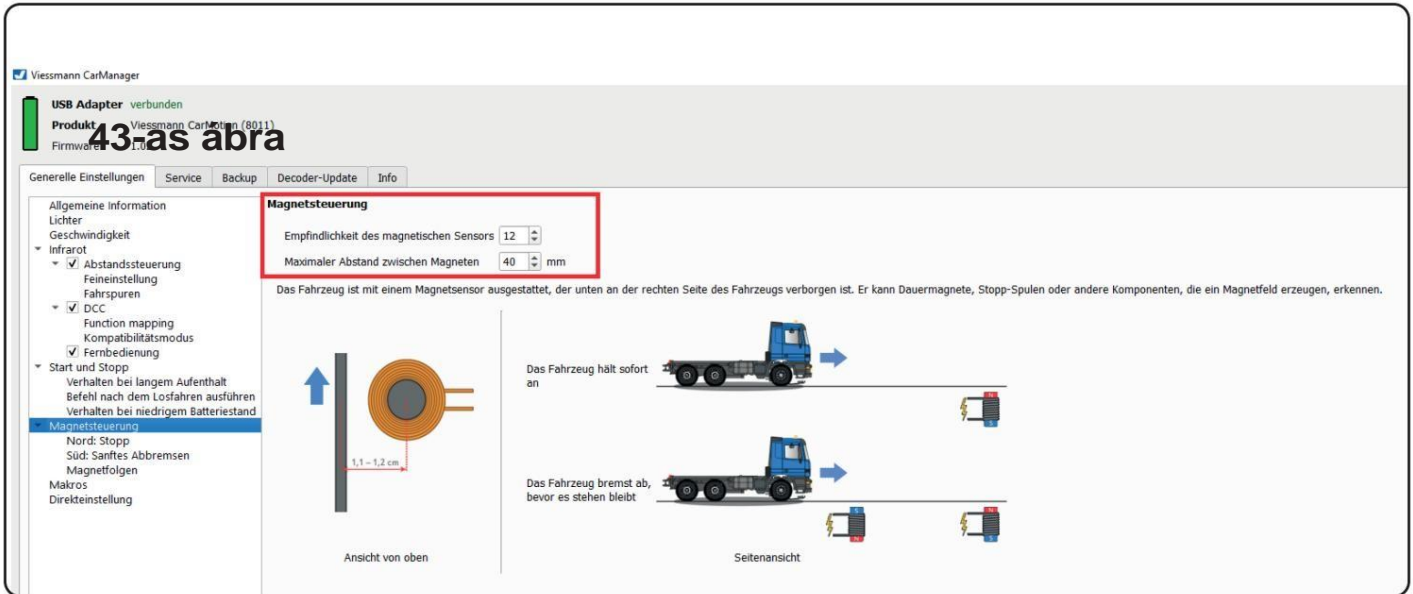 Viessmann CarManager
USB Adapter verbunden
Produkt Viessmann CarMotion (8011)
43-as ábra
Firmware 1.0
Generelle Einstellungen Service Backup Decoder-Update Info
Allgemeine Information
Lichter
Geschwindigkeit
Infrarot
Abstandssteuerung
Feineinstellung
Fahrspuren
DCC
Function mapping
Kompatibilitätsmodus
Fernbedienung
Start und Stopp
Verhalten bei langem Aufenthalt
Befehl nach dem Losfahren ausführen
Verhalten bei niedrigem Batteriestand
Magnetsteuerung
Nord: Stopp
Süd: Sanftes Abbremsen
Magnetfolgen
Makros
Direkteinstellung
Magnetsteuerung
Empfindlichkeit des magnetischen Sensors 12
Maximaler Abstand zwischen Magneten 40 mm
Das Fahrzeug ist mit einem Magnetsensor ausgestattet, der unten an der rechten Seite des Fahrzeugs verborgen ist. Er kann Dauermagnete, Stopp-Spulen oder andere Komponenten, die ein Magnetfeld erzeugen, erkennen.
1,1 – 1,2 cm
Ansicht von oben
Das Fahrzeug hält sofort
an
N
S
Das Fahrzeug bremst ab,
bevor es stehen bleibt
S N
N S
Seitenansicht